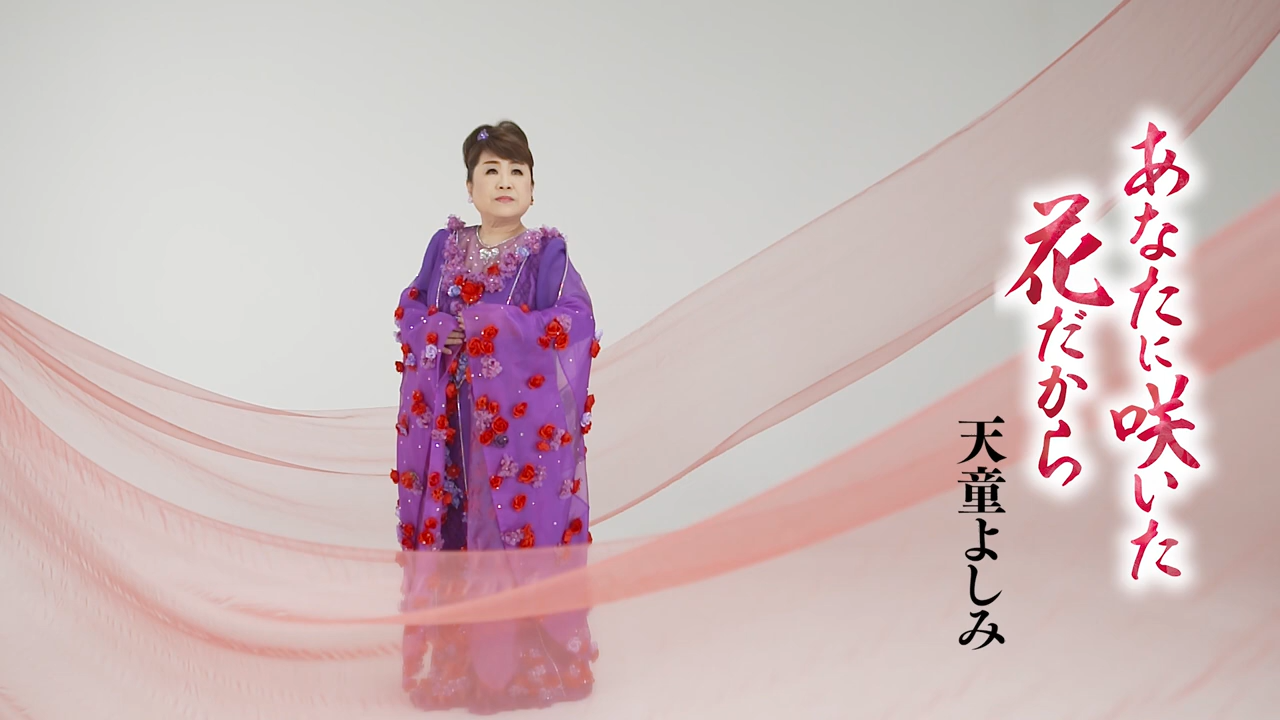 あなたに咲いた
花だから
天童よしみ